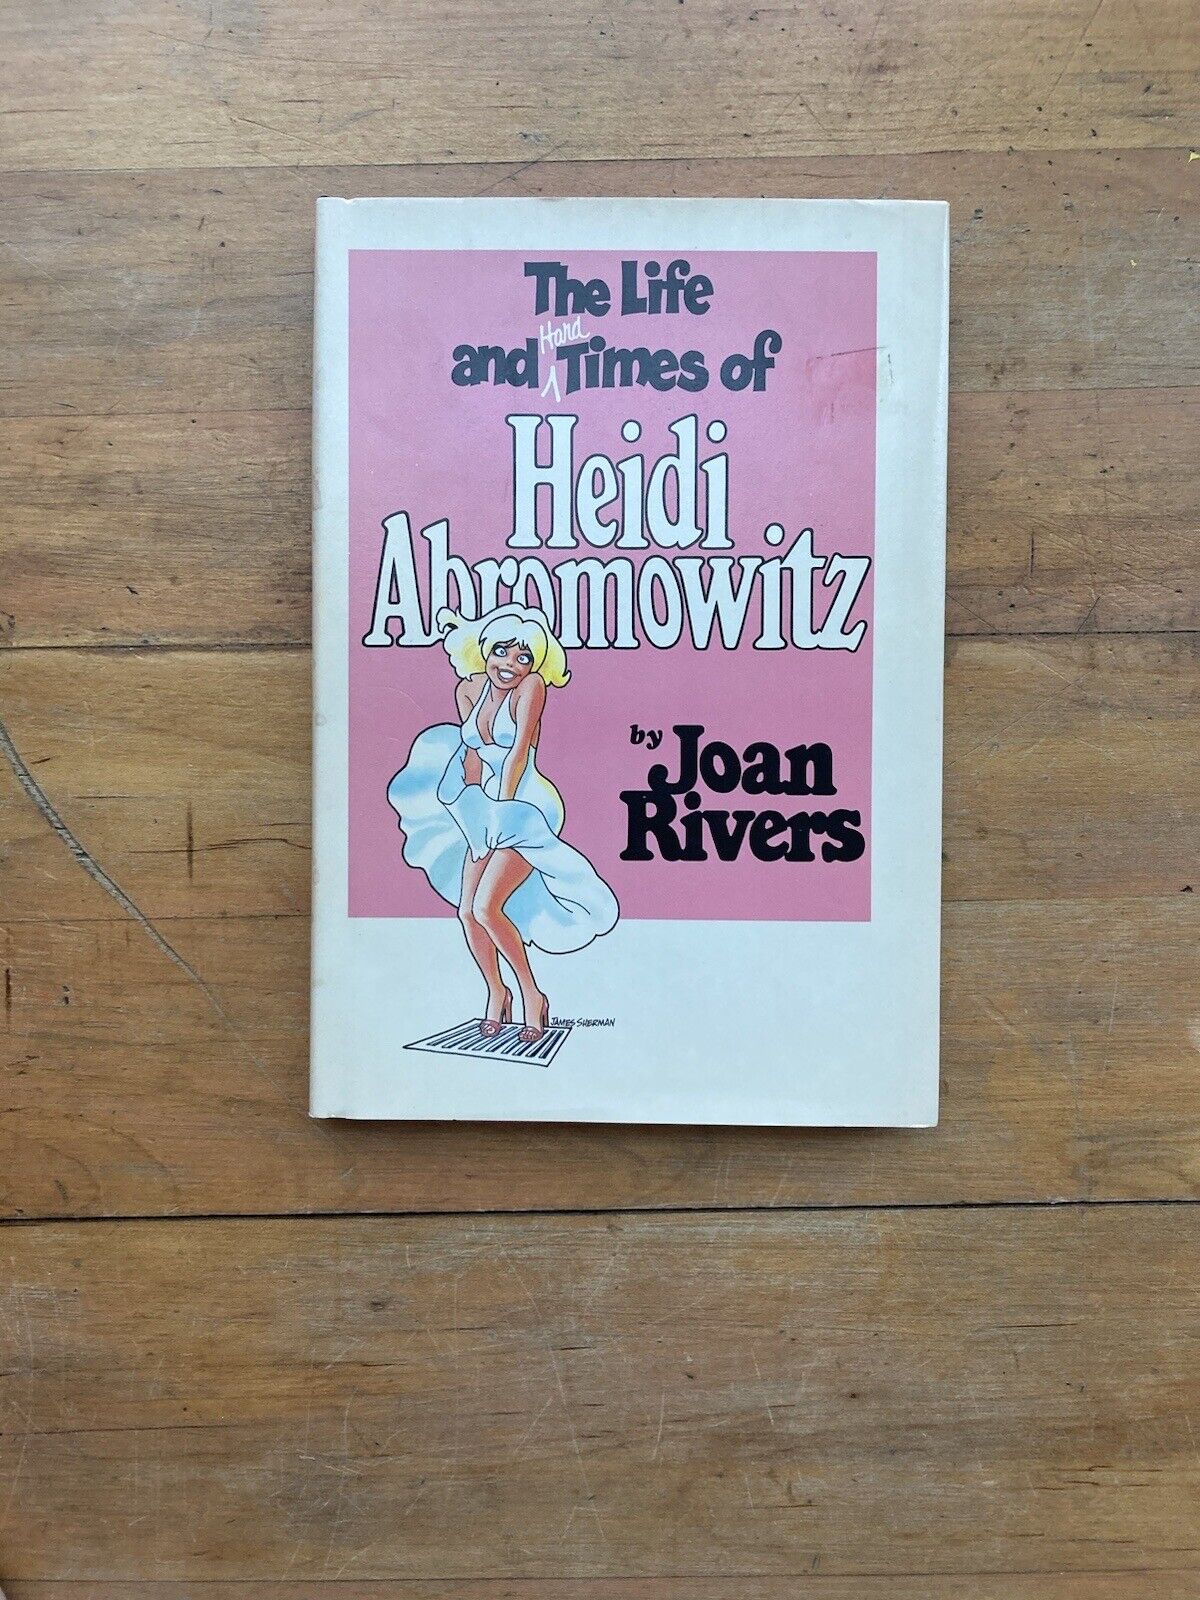 The Life
and Hard Times of
Heidi
Abromowitz
by Joan
Rivers
JAMES SHERMAN